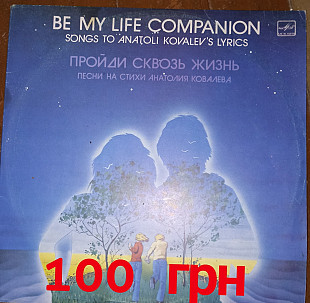 BE MY LIFE COMPANION
SONGS TO ANATOLI KOVALEV'S LYRICS
ПРОЙДИ СКВОЗЬ ЖИЗНЬ
ПЕСНИ НА СТИХИ АНАТОЛИЯ КОВАЛЕВА
100 грн